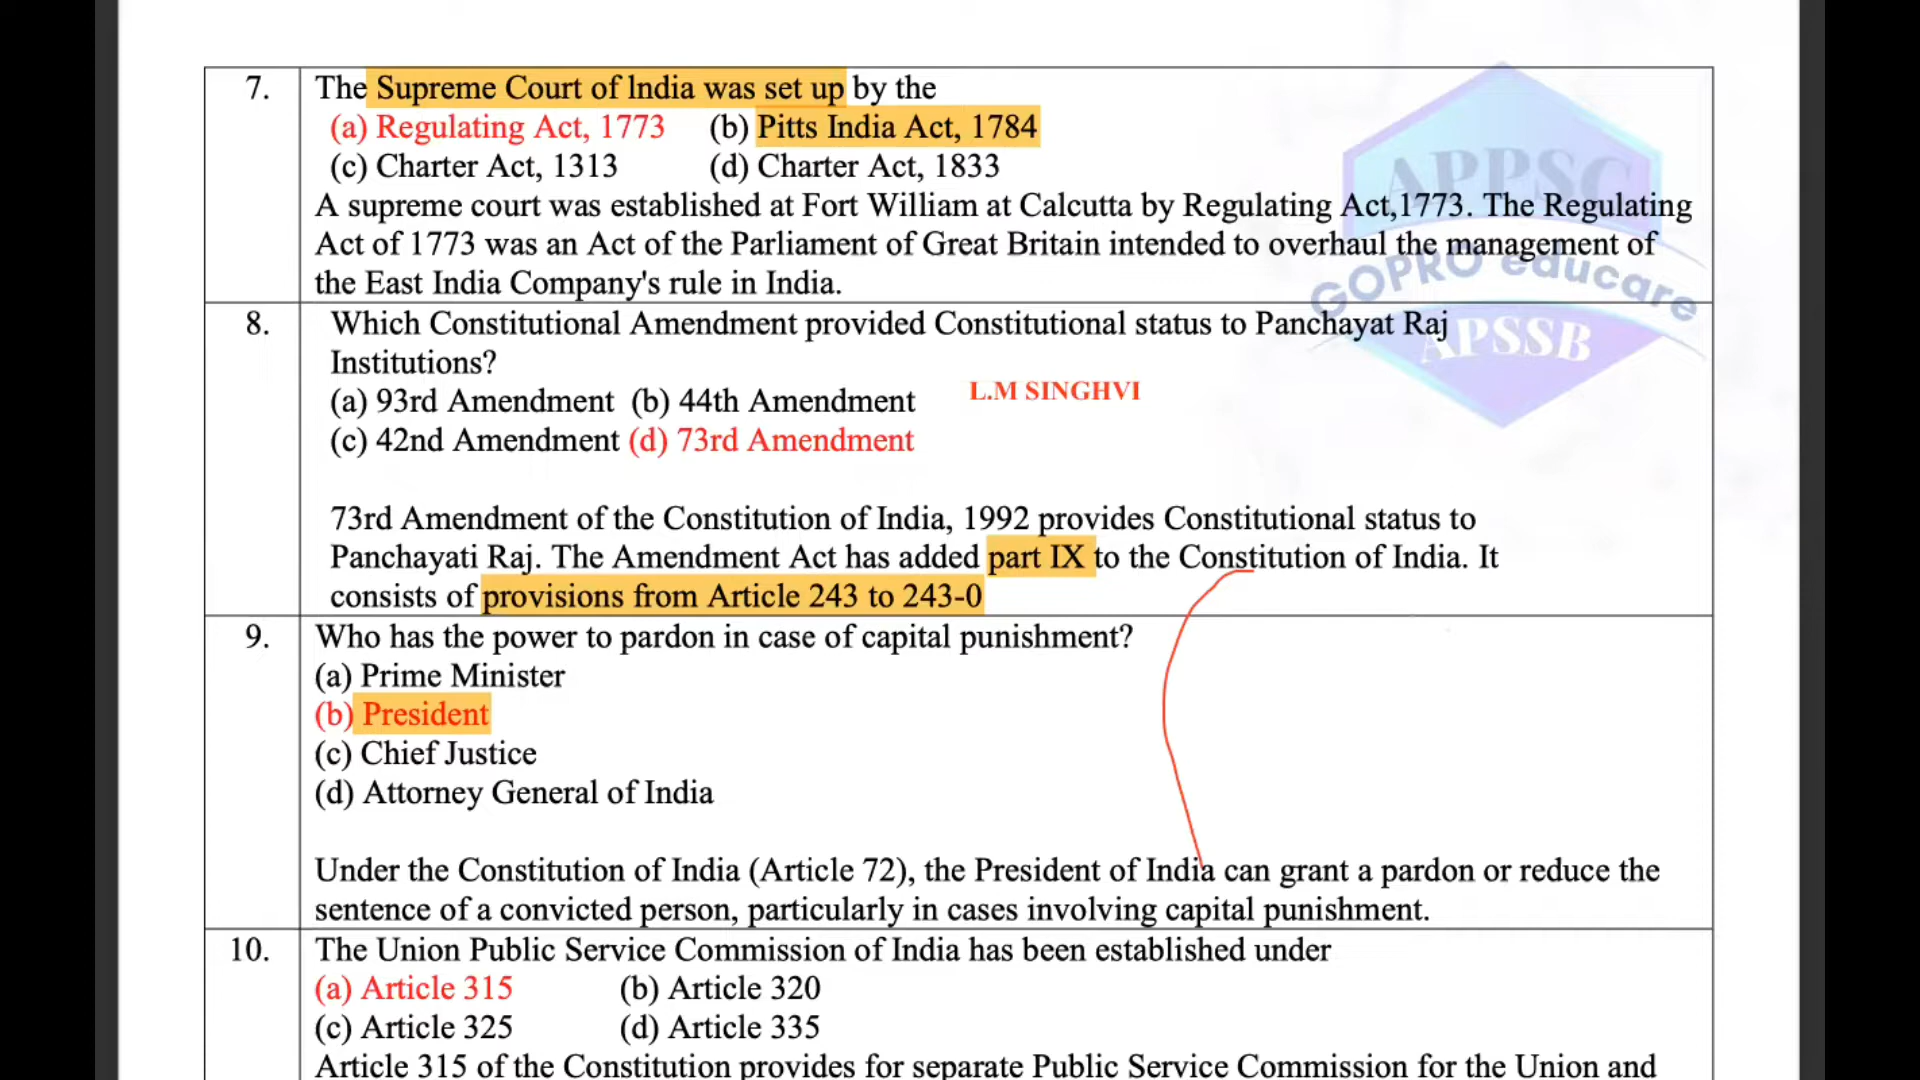 7. The Supreme Court of India was set up by the
(a) Regulating Act, 1773 (b) Pitts India Act, 1784
(c) Charter Act, 1313 (d) Charter Act, 1833
A supreme court was established at Fort William at Calcutta by Regulating Act,1773. The Regulating
Act of 1773 was an Act of the Parliament of Great Britain intended to overhaul the management of
the East India Company's rule in India.
8. Which Constitutional Amendment provided Constitutional status to Panchayat Raj
Institutions?
(a) 93rd Amendment (b) 44th Amendment
L.M SINGHVI
(c) 42nd Amendment (d) 73rd Amendment
73rd Amendment of the Constitution of India, 1992 provides Constitutional status to
Panchayati Raj. The Amendment Act has added part IX to the Constitution of India. It
consists of provisions from Article 243 to 243-0
9. Who has the power to pardon in case of capital punishment?
(a) Prime Minister
(b) President
(c) Chief Justice
(d) Attorney General of India
Under the Constitution of India (Article 72), the President of India can grant a pardon or reduce the
sentence of a convicted person, particularly in cases involving capital punishment.
10. The Union Public Service Commission of India has been established under
(a) Article 315 (b) Article 320
(c) Article 325 (d) Article 335
Article 315 of the Constitution provides for separate Public Service Commission for the Union and
APPSC
GOPRO educare
APSSB